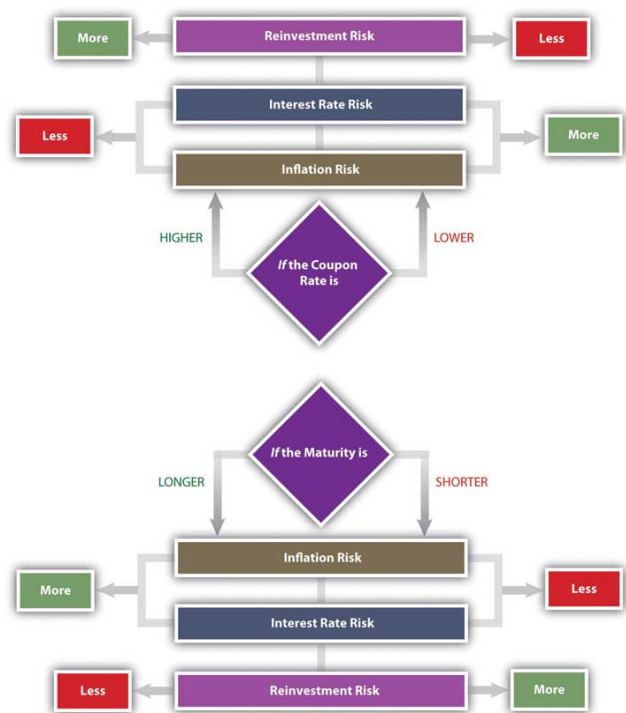 More
Reinvestment Risk
Less
Interest Rate Risk
Less
More
Inflation Risk
HIGHER
LOWER
If the Coupon
Rate is
If the Maturity is
LONGER
SHORTER
Inflation Risk
More
Less
Interest Rate Risk
Less
Reinvestment Risk
More